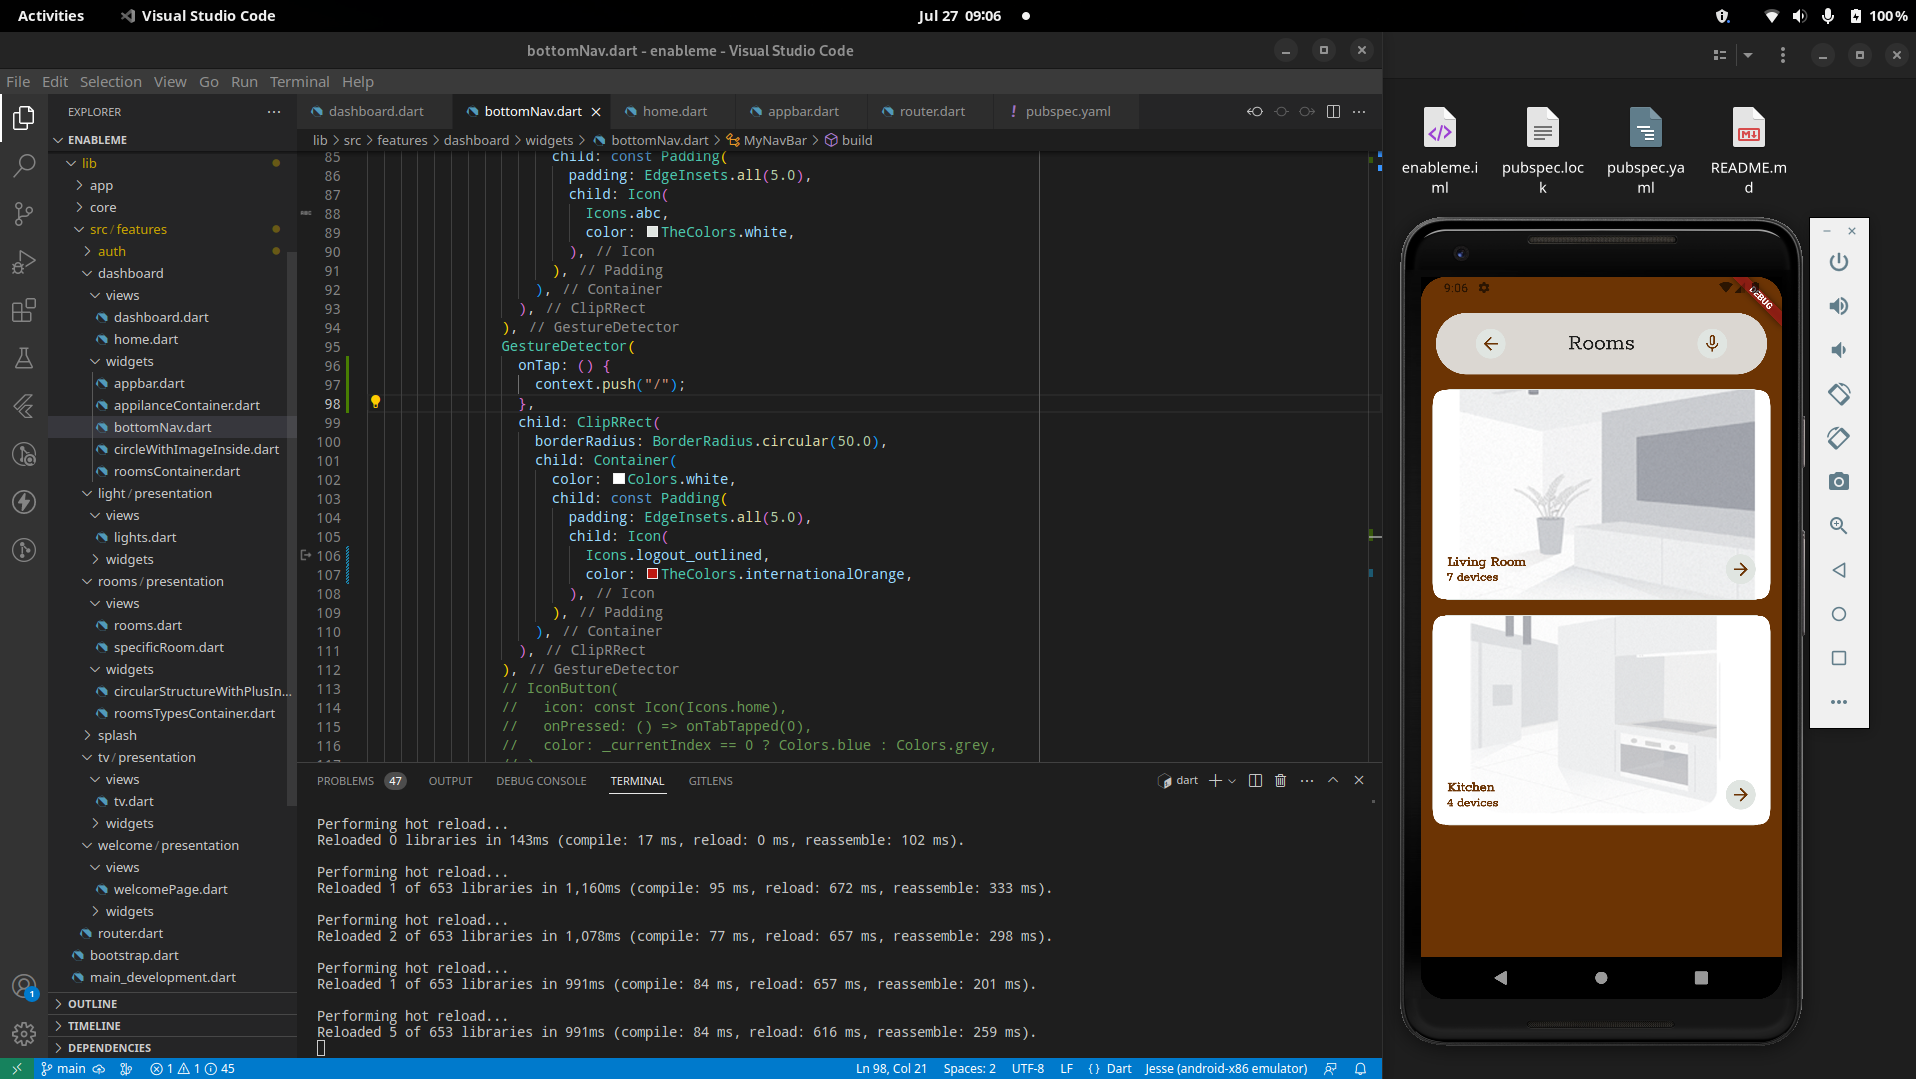 Activities
Visual Studio Code
Jul 27 09:06
100 %
bottomNav.dart - enableme - Visual Studio Code
File Edit Selection View Go Run Terminal Help
EXPLORER
dashboard.dart
bottomNav.dart
home.dart
appbar.dart
router.dart
! pubspec.yaml
ENABLEME
lib > src > features > dashboard > widgets > bottomNav.dart > MyNavBar > build
lib
app
core
src / features
auth
dashboard
views
dashboard.dart
home.dart
widgets
appbar.dart
appilanceContainer.dart
bottomNav.dart
circleWithImageInside.dart
roomsContainer.dart
light / presentation
views
lights.dart
widgets
rooms / presentation
views
rooms.dart
specificRoom.dart
widgets
circularStructureWithPlusIn...
roomsTypesContainer.dart
splash
tv / presentation
views
tv.dart
widgets
welcome / presentation
views
welcomePage.dart
widgets
router.dart
bootstrap.dart
main_development.dart
OUTLINE
TIMELINE
DEPENDENCIES
85 child: const Padding(
86 padding: EdgeInsets.all(5.0),
87 child: Icon(
88 Icons.abc,
89 color: TheColors.white,
90 ), // Icon
91 ), // Padding
92 ), // Container
93 ), // ClipRRect
94 ), // GestureDetector
95 GestureDetector(
96 onTap: () {
97 context.push("/");
98 },
99 child: ClipRRect(
100 borderRadius: BorderRadius.circular(50.0),
101 child: Container(
102 color: Colors.white,
103 child: const Padding(
104 padding: EdgeInsets.all(5.0),
105 child: Icon(
106 Icons.logout_outlined,
107 color: TheColors.internationalOrange,
108 ), // Icon
109 ), // Padding
110 ), // Container
111 ), // ClipRRect
112 ), // GestureDetector
113 // IconButton(
114 //   icon: const Icon(Icons.home),
115 //   onPressed: () => onTabTapped(0),
116 //   color: _currentIndex == 0 ? Colors.blue : Colors.grey,
PROBLEMS 47 OUTPUT DEBUG CONSOLE TERMINAL GITLENS
dart
Performing hot reload...
Reloaded 0 libraries in 143ms (compile: 17 ms, reload: 0 ms, reassemble: 102 ms).
Performing hot reload...
Reloaded 1 of 653 libraries in 1,160ms (compile: 95 ms, reload: 672 ms, reassemble: 333 ms).
Performing hot reload...
Reloaded 2 of 653 libraries in 1,078ms (compile: 77 ms, reload: 657 ms, reassemble: 298 ms).
Performing hot reload...
Reloaded 1 of 653 libraries in 991ms (compile: 84 ms, reload: 657 ms, reassemble: 201 ms).
Performing hot reload...
Reloaded 5 of 653 libraries in 991ms (compile: 84 ms, reload: 616 ms, reassemble: 259 ms).
1
main
1 1 45
Ln 98, Col 21
Spaces: 2
UTF-8
LF
{ } Dart
Jesse (android-x86 emulator)
enableme.i
ml
pubspec.loc
k
pubspec.ya
ml
README.m
d
9:06
DEBUG
Rooms
Living Room
7 devices
Kitchen
4 devices